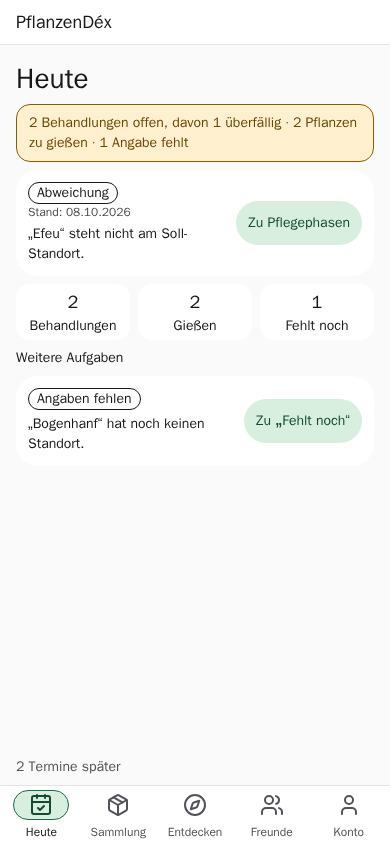 PflanzenDéx
Heute
2 Behandlungen offen, davon 1 überfällig · 2 Pflanzen
zu gießen · 1 Angabe fehlt
Abweichung
Stand: 08.10.2026
„Efeu“ steht nicht am Soll-
Standort.
Zu Pflegephasen
2
Behandlungen
2
Gießen
1
Fehlt noch
Weitere Aufgaben
Angaben fehlen
„Bogenhanf“ hat noch keinen
Standort.
Zu „Fehlt noch“
2 Termine später
Heute
Sammlung
Entdecken
Freunde
Konto